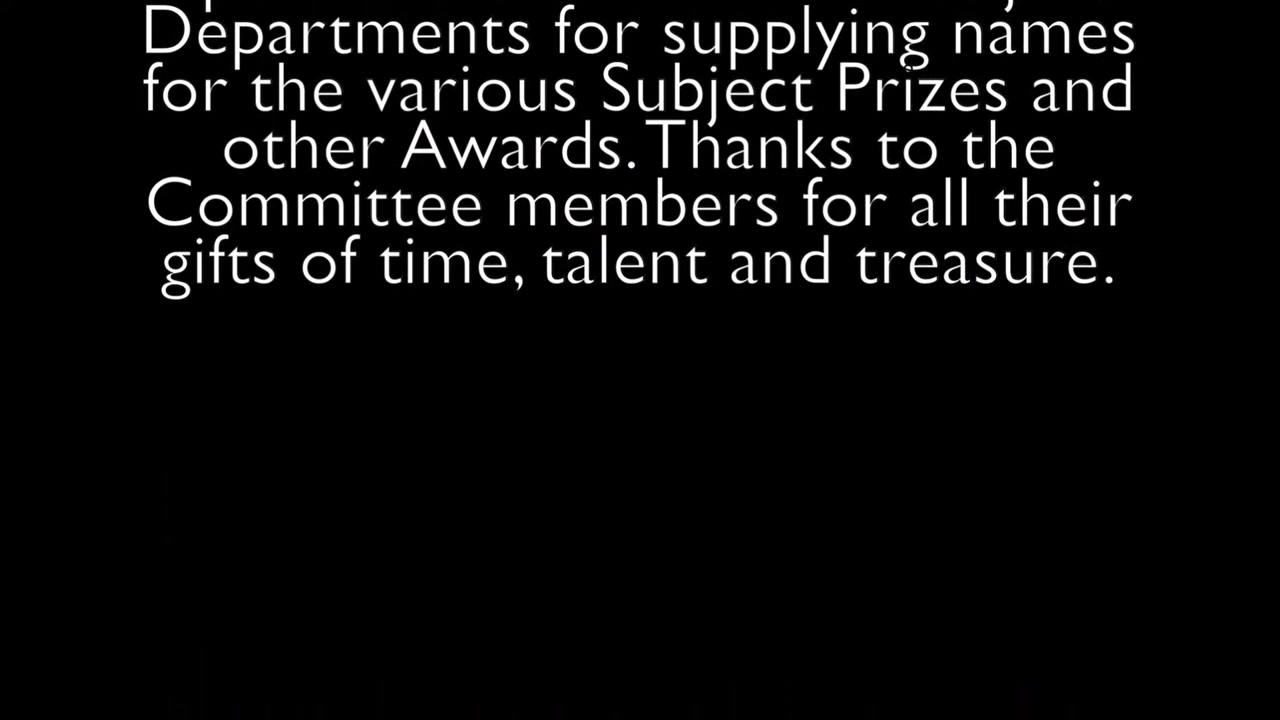 Departments for supplying names
for the various Subject Prizes and
other Awards. Thanks to the
Committee members for all their
gifts of time, talent and treasure.